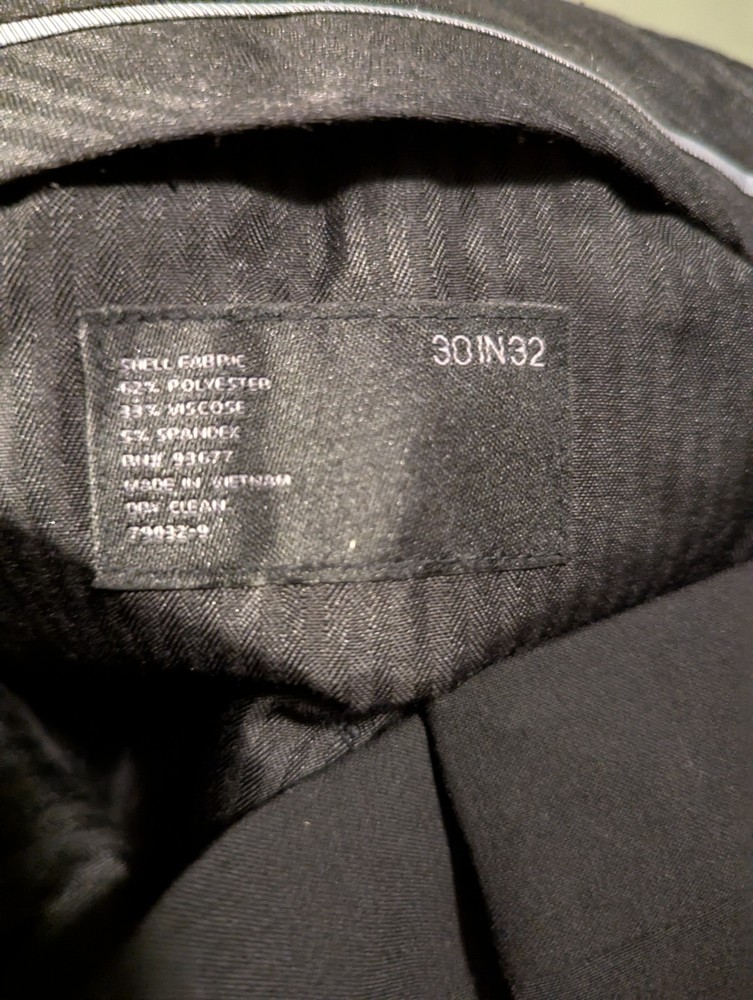 30IN32
SHELL FABRIC
62% POLYESTER
33% VISCOSE
5% SPANDEX
RN# 93677
MADE IN VIETNAM
DRY CLEAN
79032-9